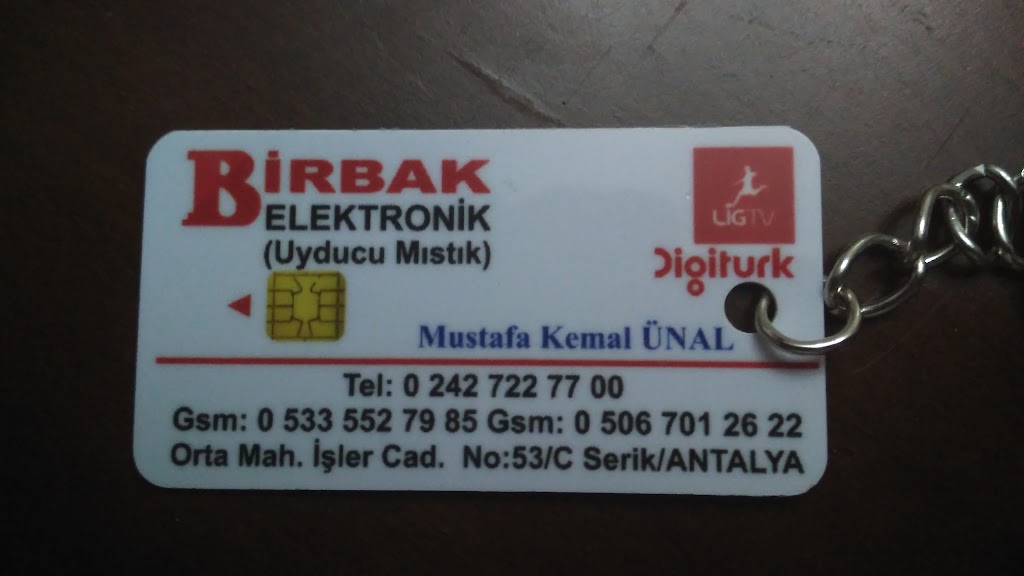 BİRBAK
ELEKTRONİK
(Uyducu Mıstık)
LİGTV
Digiturk
Mustafa Kemal ÜNAL
Tel: 0 242 722 77 00
Gsm: 0 533 552 79 85 Gsm: 0 506 701 26 22
Orta Mah. İşler Cad. No:53/C Serik/ANTALYA